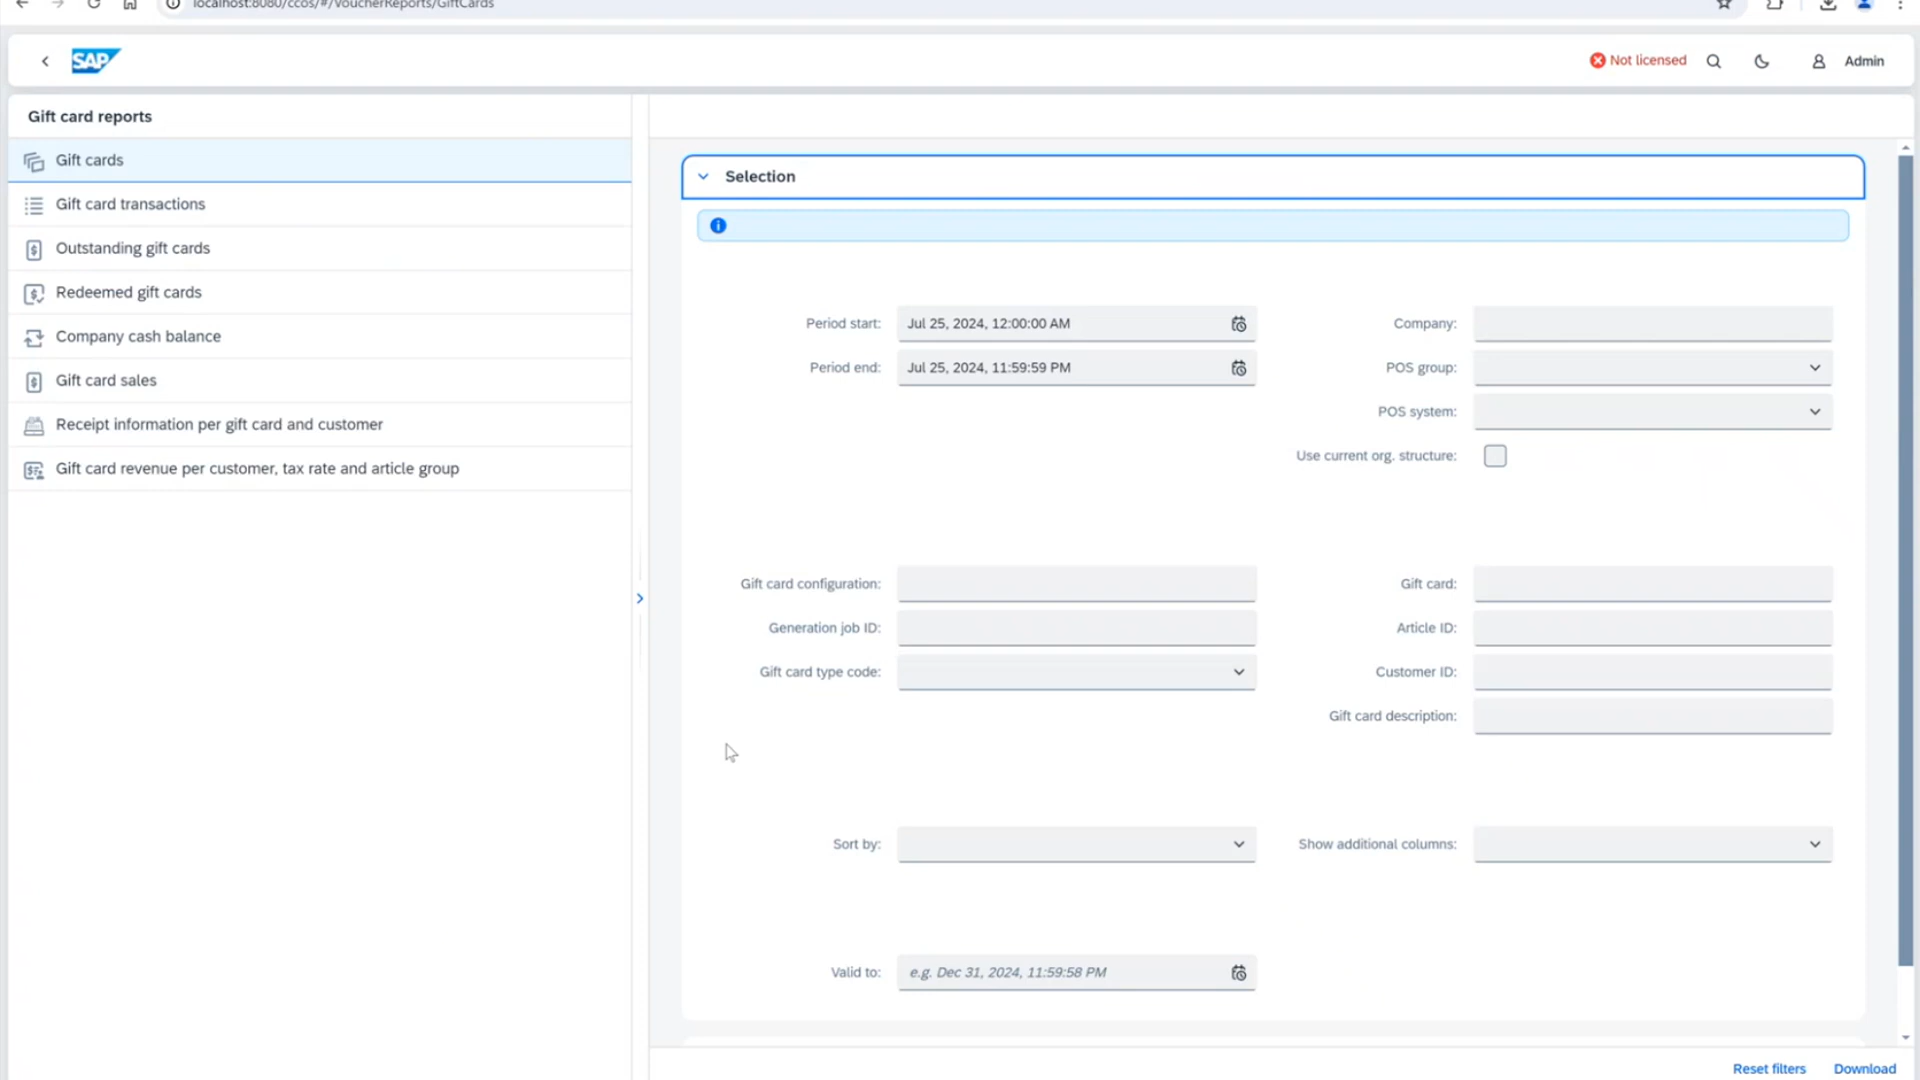 localhost:8080/ccos/#/VoucherReports/GiftCards
SAP
Not licensed
Admin
Gift card reports
Gift cards
Gift card transactions
Outstanding gift cards
Redeemed gift cards
Company cash balance
Gift card sales
Receipt information per gift card and customer
Gift card revenue per customer, tax rate and article group
Selection
Period start: Jul 25, 2024, 12:00:00 AM
Company:
Period end: Jul 25, 2024, 11:59:59 PM
POS group:
POS system:
Use current org. structure:
Gift card configuration:
Gift card:
Generation job ID:
Article ID:
Gift card type code:
Customer ID:
Gift card description:
Sort by:
Show additional columns:
Valid to: e.g. Dec 31, 2024, 11:59:58 PM
Reset filters
Download